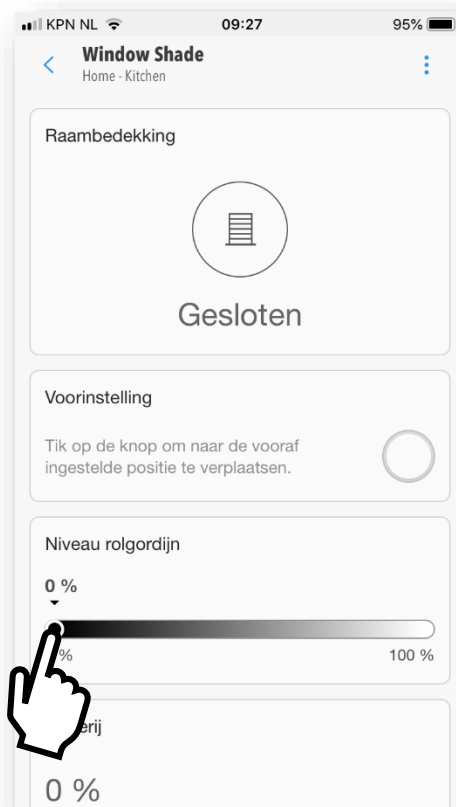 KPN NL 09:27 95%
Window Shade
Home - Kitchen
Raambedekking
Gesloten
Voorinstelling
Tik op de knop om naar de vooraf
ingestelde positie te verplaatsen.
Niveau rolgordijn
0 %
% 100 %
erij
0 %